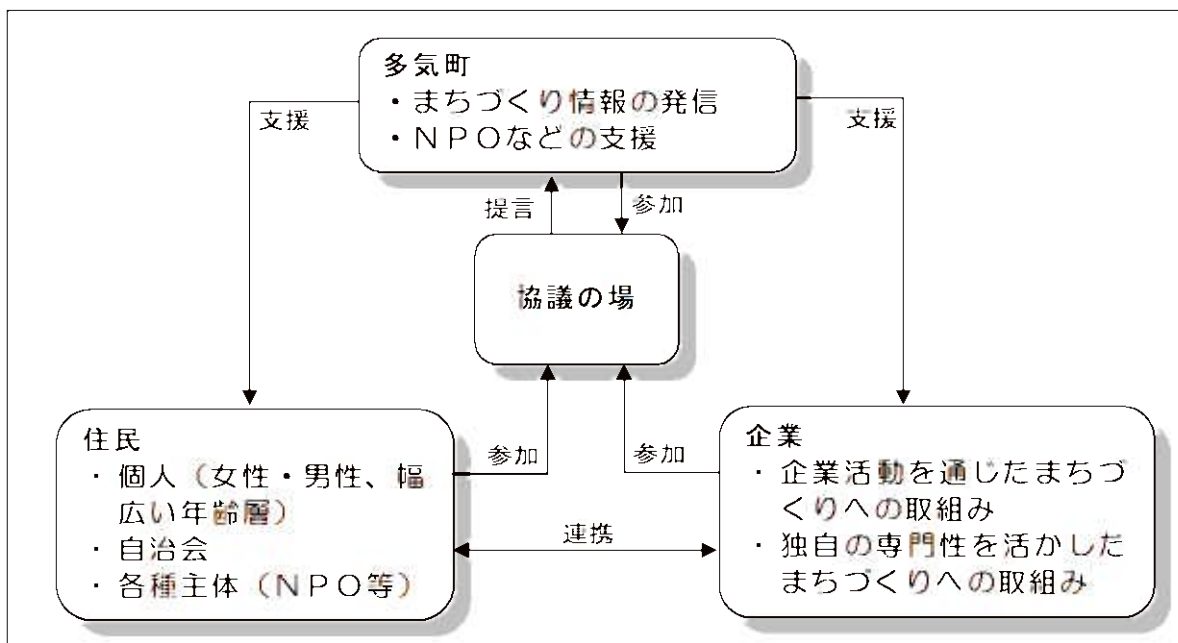 多気町
・まちづくり情報の発信
・ＮＰＯなどの支援
支援
支援
提言
参加
協議の場
住民
・個人（女性・男性、幅
広い年齢層）
・自治会
・各種主体（ＮＰＯ等）
参加
参加
連携
企業
・企業活動を通じたまちづ
くりへの取組み
・独自の専門性を活かした
まちづくりへの取組み